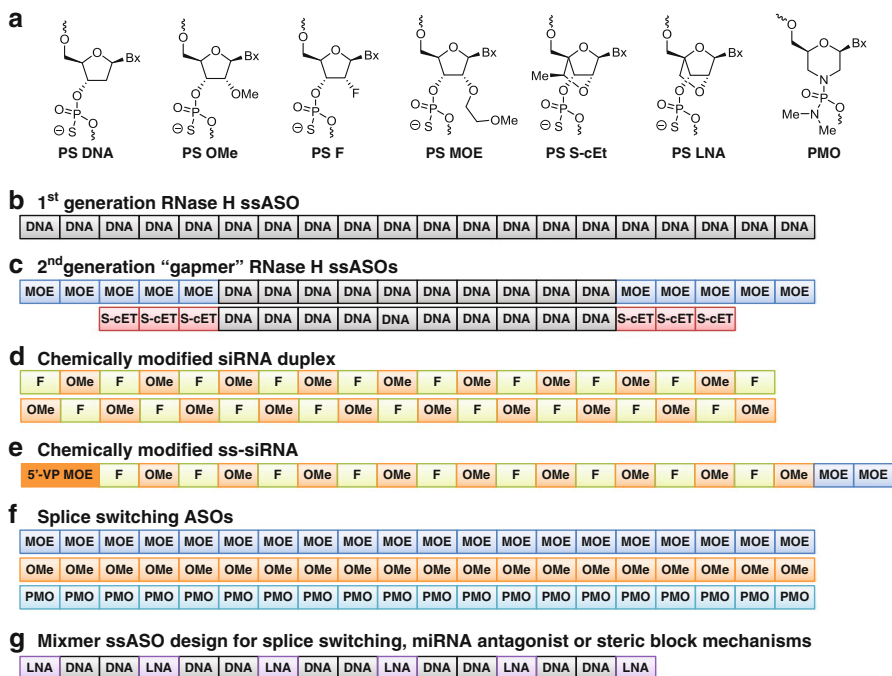 a
O O O O O O O
O Bx O Bx O Bx O Bx O Bx O Bx O Bx
O O OMe O F O O Me O O O O N
O P O P O P O P OMe O P O P O P O
⊖ S O ⊖ S O ⊖ S O ⊖ S O ⊖ S O ⊖ S O Me N Me
PS DNA PS OMe PS F PS MOE PS S-cEt PS LNA PMO
b 1st generation RNase H ssASO
DNA DNA DNA DNA DNA DNA DNA DNA DNA DNA DNA DNA DNA DNA DNA DNA DNA DNA DNA DNA
c 2nd generation “gapmer” RNase H ssASOs
MOE MOE MOE MOE MOE DNA DNA DNA DNA DNA DNA DNA DNA DNA DNA MOE MOE MOE MOE MOE
S-cET S-cET S-cET DNA DNA DNA DNA DNA DNA DNA DNA DNA DNA S-cET S-cET S-cET
d Chemically modified siRNA duplex
F OMe F OMe F OMe F OMe F OMe F OMe F OMe F OMe F OMe F
OMe F OMe F OMe F OMe F OMe F OMe F OMe F OMe F OMe F OMe
e Chemically modified ss-siRNA
5'-VP MOE F OMe F OMe F OMe F OMe F OMe F OMe F OMe F OMe F OMe MOE MOE
f Splice switching ASOs
MOE MOE MOE MOE MOE MOE MOE MOE MOE MOE MOE MOE MOE MOE MOE MOE MOE MOE MOE MOE
OMe OMe OMe OMe OMe OMe OMe OMe OMe OMe OMe OMe OMe OMe OMe OMe OMe OMe OMe OMe
PMO PMO PMO PMO PMO PMO PMO PMO PMO PMO PMO PMO PMO PMO PMO PMO PMO PMO PMO PMO
g Mixmer ssASO design for splice switching, miRNA antagonist or steric block mechanisms
LNA DNA DNA LNA DNA DNA LNA DNA DNA LNA DNA DNA LNA DNA DNA LNA